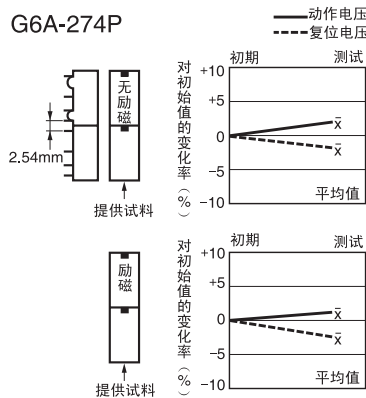 G6A-274P
动作电压
复位电压
无励磁
2.54mm
提供试料
对初始值的变化率(%)
初期
测试
+10
+5
0
−5
−10
x̄
x̄
平均值
励磁
提供试料
对初始值的变化率(%)
初期
测试
+10
+5
0
−5
−10
x̄
x̄
平均值